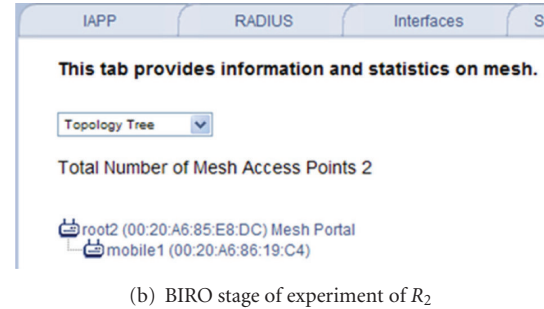 IAPP RADIUS Interfaces S
This tab provides information and statistics on mesh.
Topology Tree
Total Number of Mesh Access Points 2
root2 (00:20:A6:85:E8:DC) Mesh Portal
mobile1 (00:20:A6:86:19:C4)
(b) BIRO stage of experiment of R2